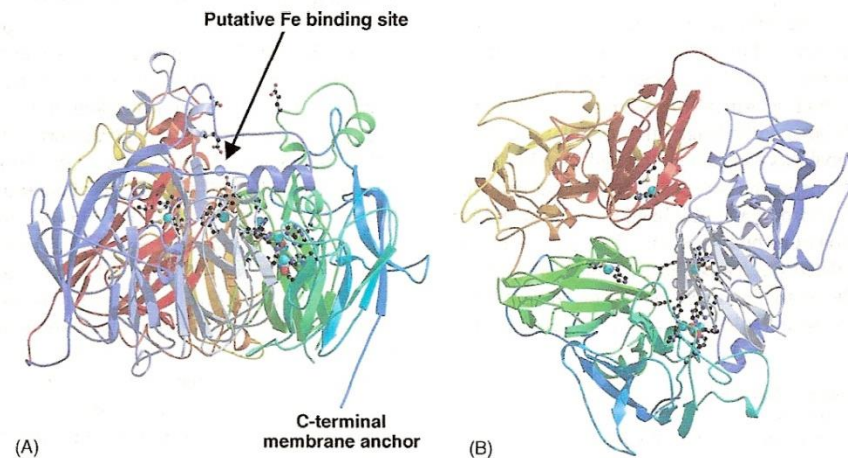 Putative Fe binding site
C-terminal
membrane anchor
(A)
(B)